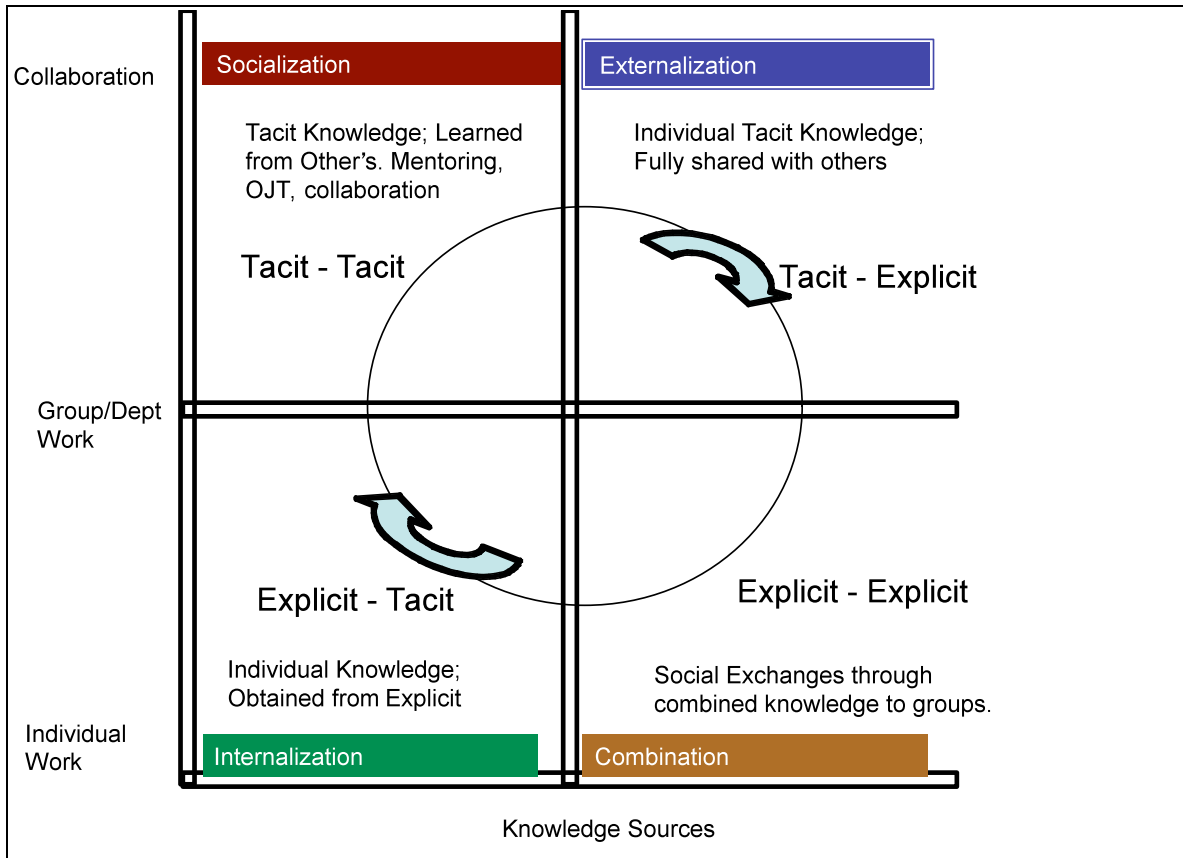 Collaboration
Socialization
Externalization
Tacit Knowledge; Learned
from Other's. Mentoring,
OJT, collaboration
Individual Tacit Knowledge;
Fully shared with others
Tacit - Tacit
Tacit - Explicit
Group/Dept
Work
Explicit - Tacit
Explicit - Explicit
Individual Knowledge;
Obtained from Explicit
Social Exchanges through
combined knowledge to groups.
Individual
Work
Internalization
Combination
Knowledge Sources